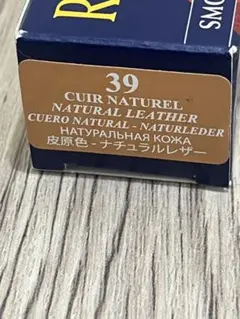 R
SMO
39
CUIR NATUREL
NATURAL LEATHER
CUERO NATURAL - NATURLEDER
НАТУРАЛЬНАЯ КОЖА
皮原色 - ナチュラルレザー